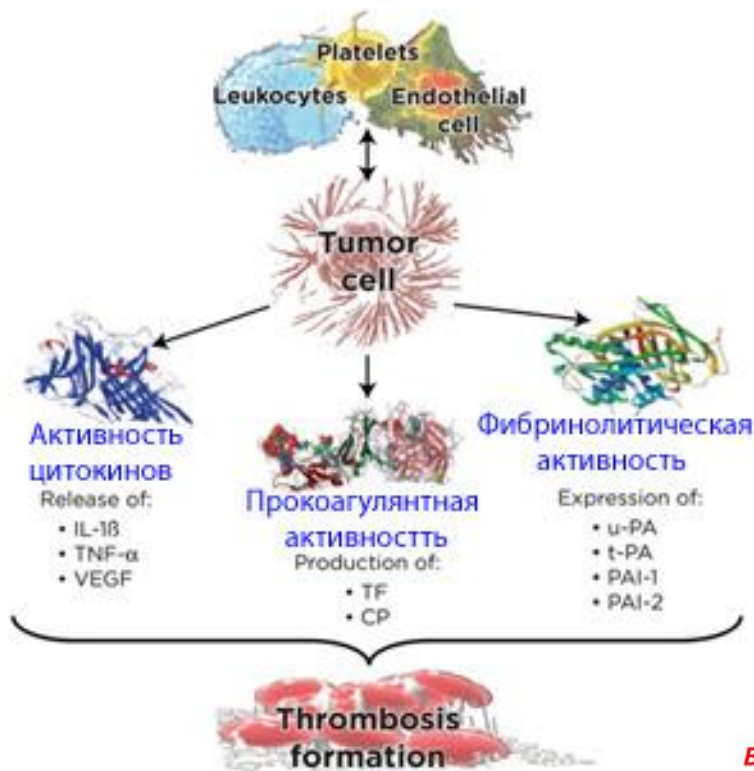 Platelets
Leukocytes
Endothelial
cell
Tumor
cell
Активность
цитокинов
Release of:
• IL-1ß
• TNF-α
• VEGF
Прокоагулянтная
активностть
Production of:
• TF
• CP
Фибринолитическая
активность
Expression of:
• u-PA
• t-PA
• PAI-1
• PAI-2
Thrombosis
formation